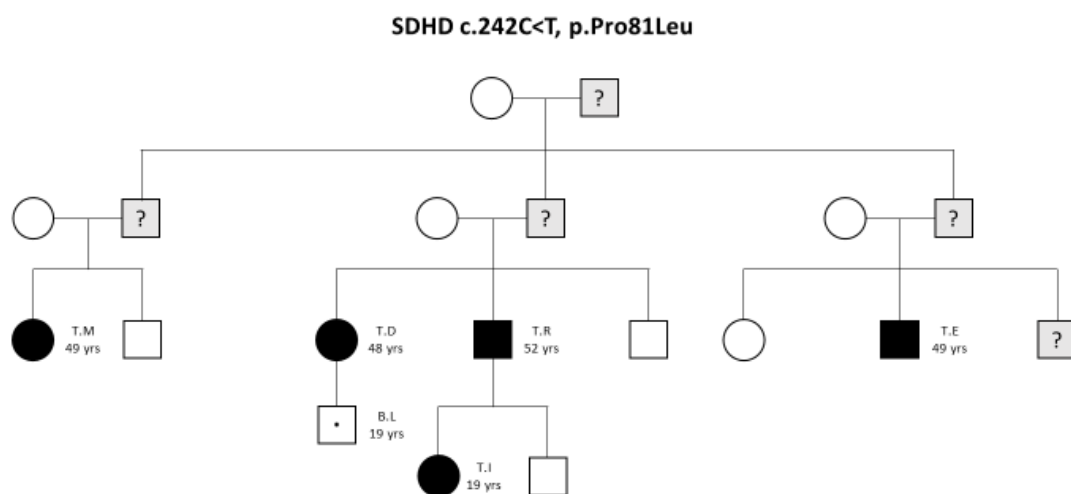 SDHD c.242C<T, p.Pro81Leu
?
? ? ?
T.M T.D T.R T.E
49 yrs 48 yrs 52 yrs 49 yrs
?
B.L
19 yrs
T.I
19 yrs